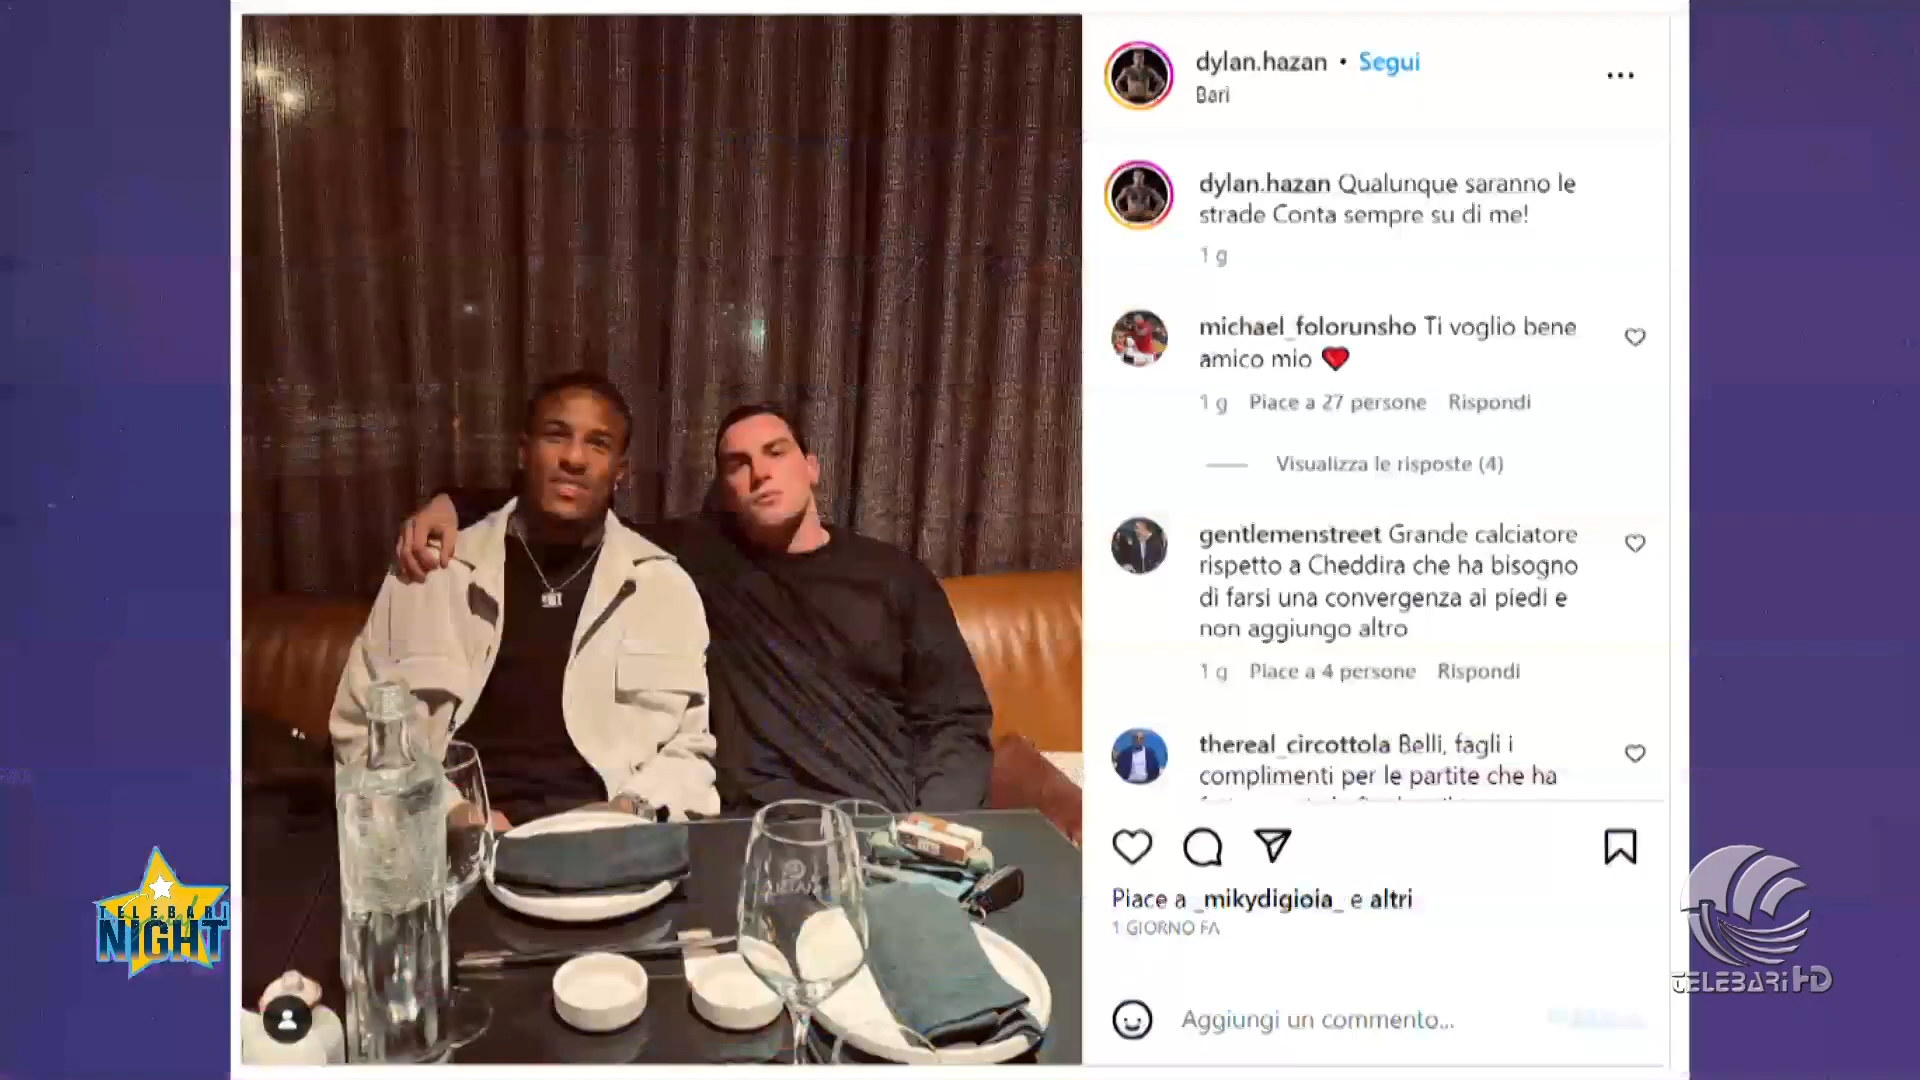 dylan.hazan • Segui
Bari
dylan.hazan Qualunque saranno le
strade Conta sempre su di me!
1 g
michael_folorunsho Ti voglio bene
amico mio ❤️
1 g Piace a 27 persone Rispondi
Visualizza le risposte (4)
gentlemenstreet Grande calciatore
rispetto a Cheddira che ha bisogno
di farsi una convergenza ai piedi e
non aggiungo altro
1 g Piace a 4 persone Rispondi
thereal_circottola Belli, fagli i
complimenti per le partite che ha
Piace a _mikydigioia_ e altri
1 GIORNO FA
Aggiungi un commento...
TELEBARI
NIGHT
TELEBARI HD